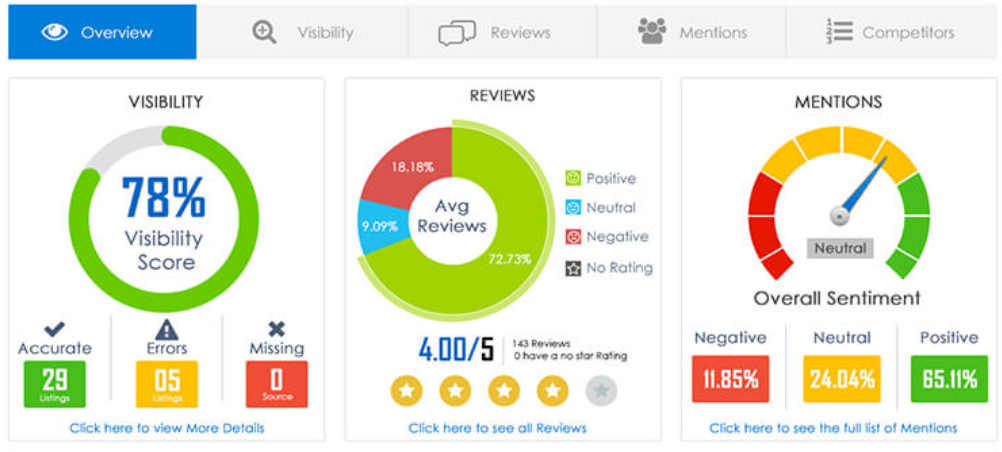 Overview
Visibility
Reviews
1
2
3
Mentions
Competitors
VISIBILITY
78%
Visibility
Score
Accurate
Errors
Missing
29
Listings
05
Listings
0
Source
Click here to view More Details
REVIEWS
18.18%
9.09%
72.73%
Avg
Reviews
Positive
Neutral
Negative
No Rating
4.00/5
143 Reviews
0 have a no star Rating
Click here to see all Reviews
MENTIONS
Neutral
Overall Sentiment
Negative
Neutral
Positive
11.85%
24.04%
65.11%
Click here to see the full list of Mentions